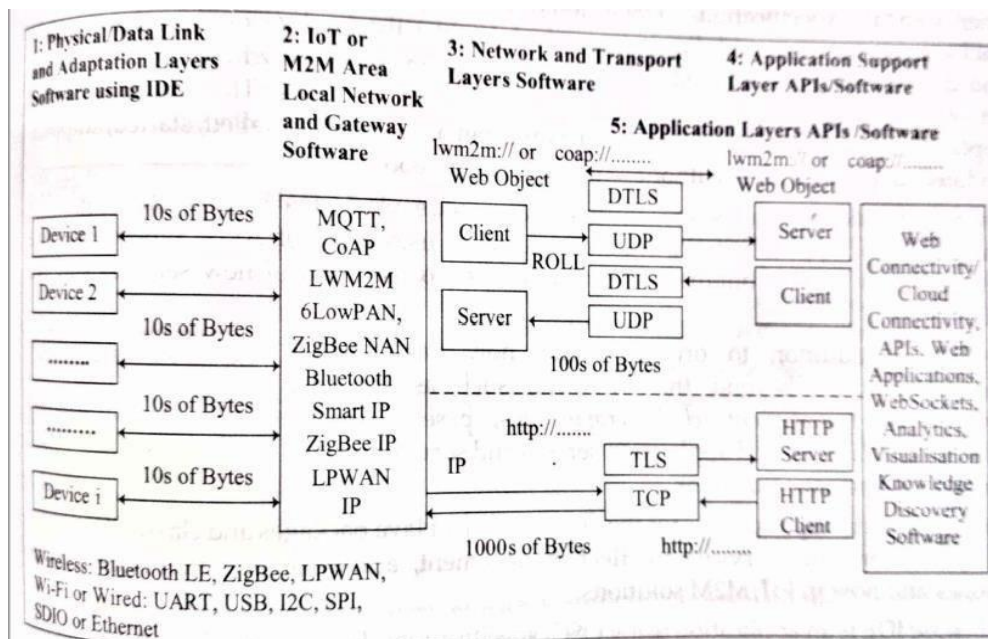 1: Physical/Data Link
and Adaptation Layers
Software using IDE
2: IoT or
M2M Area
Local Network
and Gateway
Software
3: Network and Transport
Layers Software
4: Application Support
Layer APIs/Software
5: Application Layers APIs /Software
lwm2m:// or coap://........
Web Object
lwm2m:// or coap://.........
Web Object
Device 1
10s of Bytes
Device 2
10s of Bytes
10s of Bytes
.........
10s of Bytes
.........
10s of Bytes
Device i
MQTT,
CoAP
LWM2M
6LowPAN,
ZigBee NAN
Bluetooth
Smart IP
ZigBee IP
LPWAN
IP
Client
ROLL
Server
DTLS
UDP
DTLS
UDP
100s of Bytes
Server
Client
http://........
IP
TLS
TCP
1000s of Bytes
http://.........
HTTP
Server
HTTP
Client
Web
Connectivity/
Cloud
Connectivity,
APIs, Web
Applications,
WebSockets,
Analytics,
Visualisation
Knowledge
Discovery
Software
Wireless: Bluetooth LE, ZigBee, LPWAN,
Wi-Fi or Wired: UART, USB, I2C, SPI,
SDIO or Ethernet